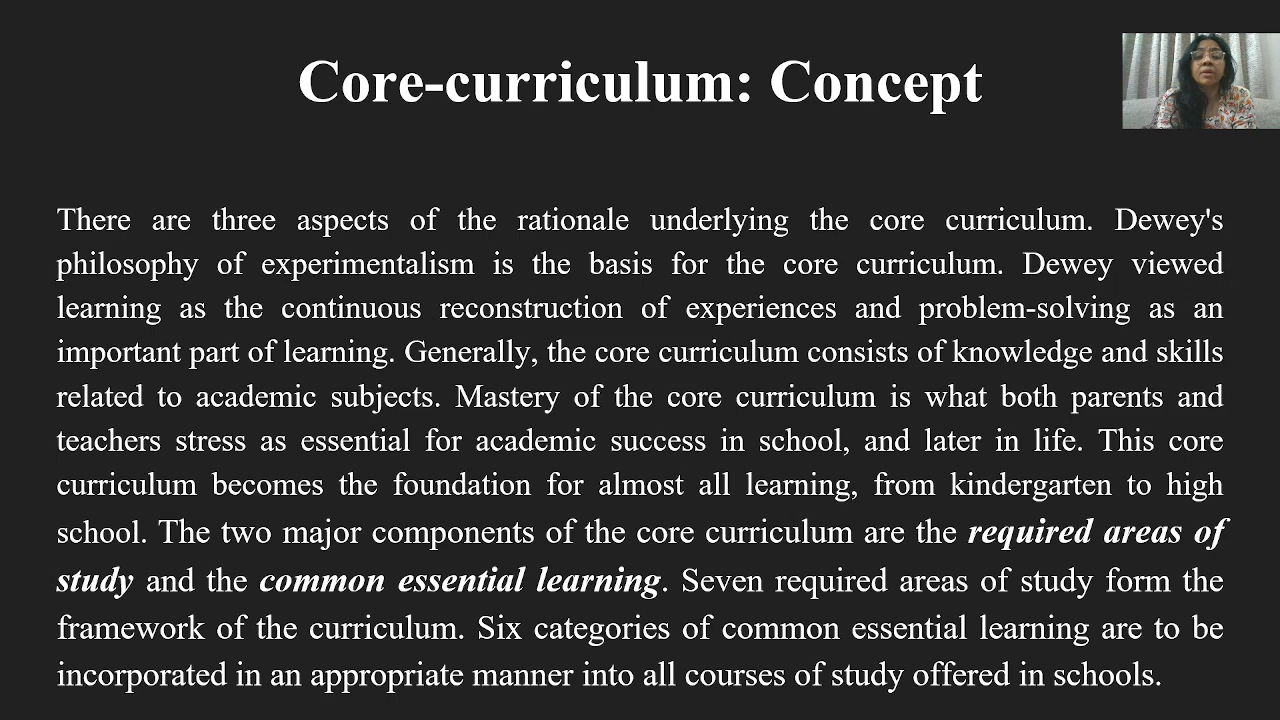 Core-curriculum: Concept
There are three aspects of the rationale underlying the core curriculum. Dewey's
philosophy of experimentalism is the basis for the core curriculum. Dewey viewed
learning as the continuous reconstruction of experiences and problem-solving as an
important part of learning. Generally, the core curriculum consists of knowledge and skills
related to academic subjects. Mastery of the core curriculum is what both parents and
teachers stress as essential for academic success in school, and later in life. This core
curriculum becomes the foundation for almost all learning, from kindergarten to high
school. The two major components of the core curriculum are the required areas of
study and the common essential learning. Seven required areas of study form the
framework of the curriculum. Six categories of common essential learning are to be
incorporated in an appropriate manner into all courses of study offered in schools.